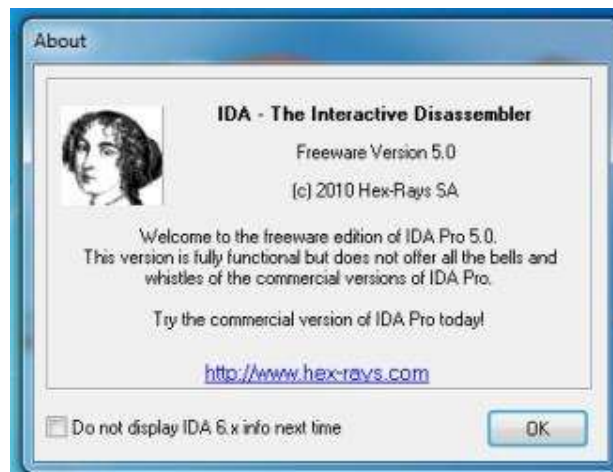 About
IDA - The Interactive Disassembler
Freeware Version 5.0
(c) 2010 Hex-Rays SA
Welcome to the freeware edition of IDA Pro 5.0.
This version is fully functional but does not offer all the bells and
whistles of the commercial versions of IDA Pro.
Try the commercial version of IDA Pro today!
http://www.hex-rays.com
Do not display IDA 6.x info next time
OK